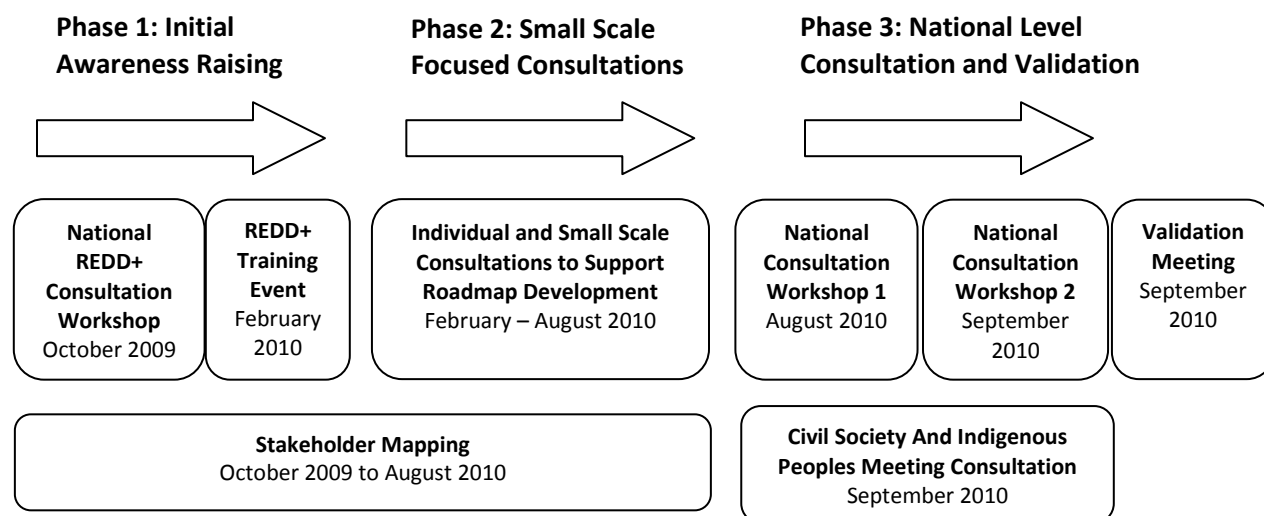 Phase 1: Initial
Awareness Raising
Phase 2: Small Scale
Focused Consultations
Phase 3: National Level
Consultation and Validation
National
REDD+
Consultation
Workshop
October 2009
REDD+
Training
Event
February
2010
Individual and Small Scale
Consultations to Support
Roadmap Development
February – August 2010
National
Consultation
Workshop 1
August 2010
National
Consultation
Workshop 2
September
2010
Validation
Meeting
September
2010
Stakeholder Mapping
October 2009 to August 2010
Civil Society And Indigenous
Peoples Meeting Consultation
September 2010